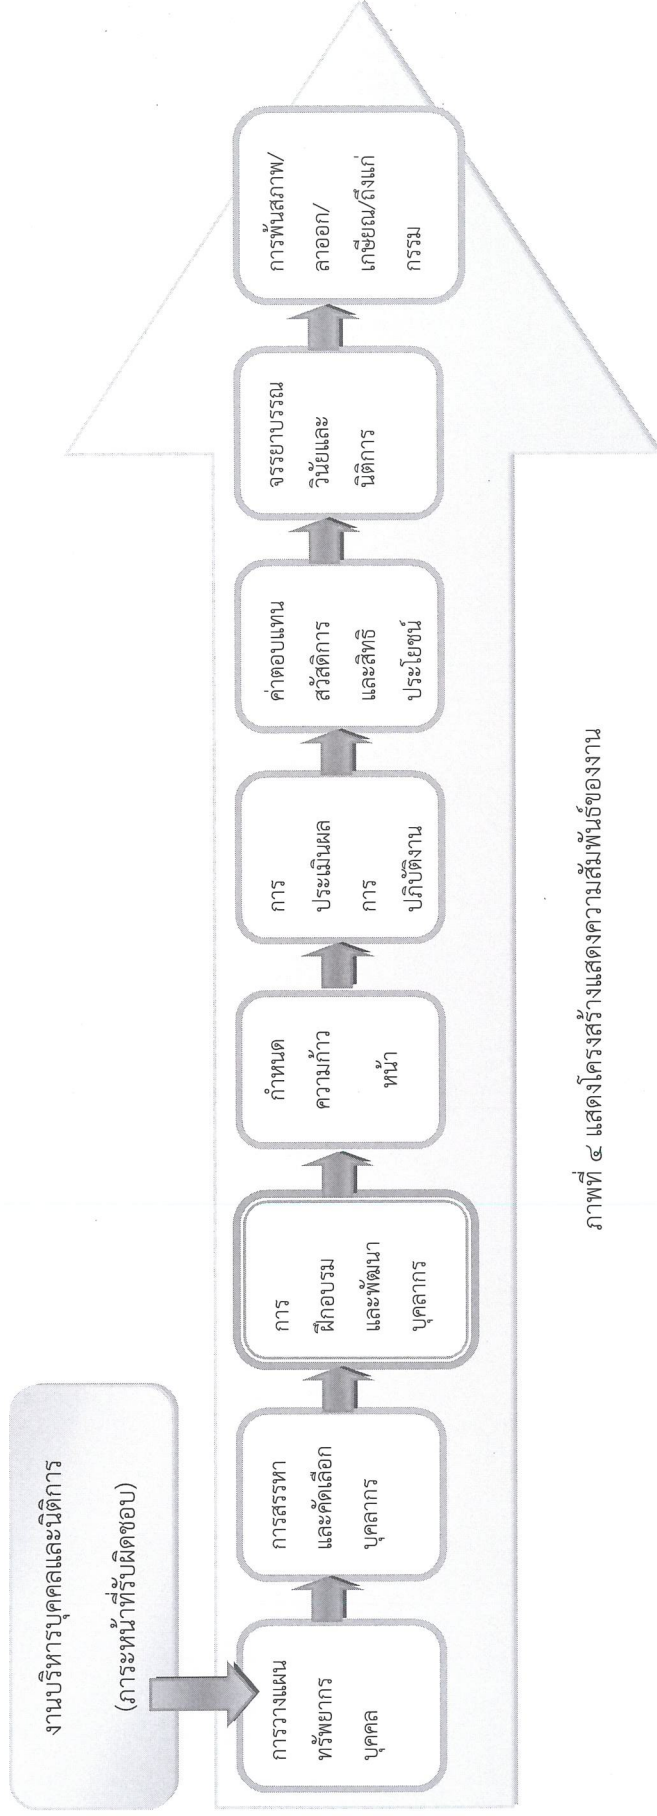 งานบริหารบุคคลและนิติการ
(ภาระหน้าที่รับผิดชอบ)
การวางแผน
ทรัพยากร
บุคคล
การสรรหา
และคัดเลือก
บุคลากร
การ
ฝึกอบรม
และพัฒนา
บุคลากร
กำหนด
ความก้าว
หน้า
การ
ประเมินผล
การ
ปฏิบัติงาน
ค่าตอบแทน
สวัสดิการ
และสิทธิ
ประโยชน์
จรรยาบรรณ
วินัยและ
นิติการ
การพ้นสภาพ/
ลาออก/
เกษียณ/ถึงแก่
กรรม
ภาพที่ ๔ แสดงโครงสร้างแสดงความสัมพันธ์ของงาน